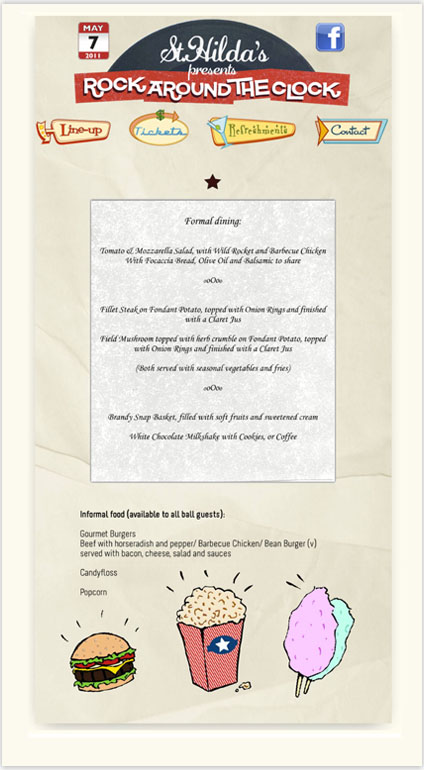 MAY
7
2011
St. Hilda's
presents
ROCK AROUND THE CLOCK
Line-up
Tickets
Refreshments
Contact
Formal dining:
Tomato & Mozzarella Salad, with Wild Rocket and Barbecue Chicken
With Focaccia Bread, Olive Oil and Balsamic to share
ooOoo
Fillet Steak on Fondant Potato, topped with Onion Rings and finished
with a Claret Jus
Field Mushroom topped with herb crumble on Fondant Potato, topped
with Onion Rings and finished with a Claret Jus
(Both served with seasonal vegetables and fries)
ooOoo
Brandy Snap Basket, filled with soft fruits and sweetened cream
White Chocolate Milkshake with Cookies, or Coffee
Informal food (available to all ball guests):
Gourmet Burgers
Beef with horseradish and pepper/ Barbecue Chicken/ Bean Burger (v)
served with bacon, cheese, salad and sauces
Candyfloss
Popcorn